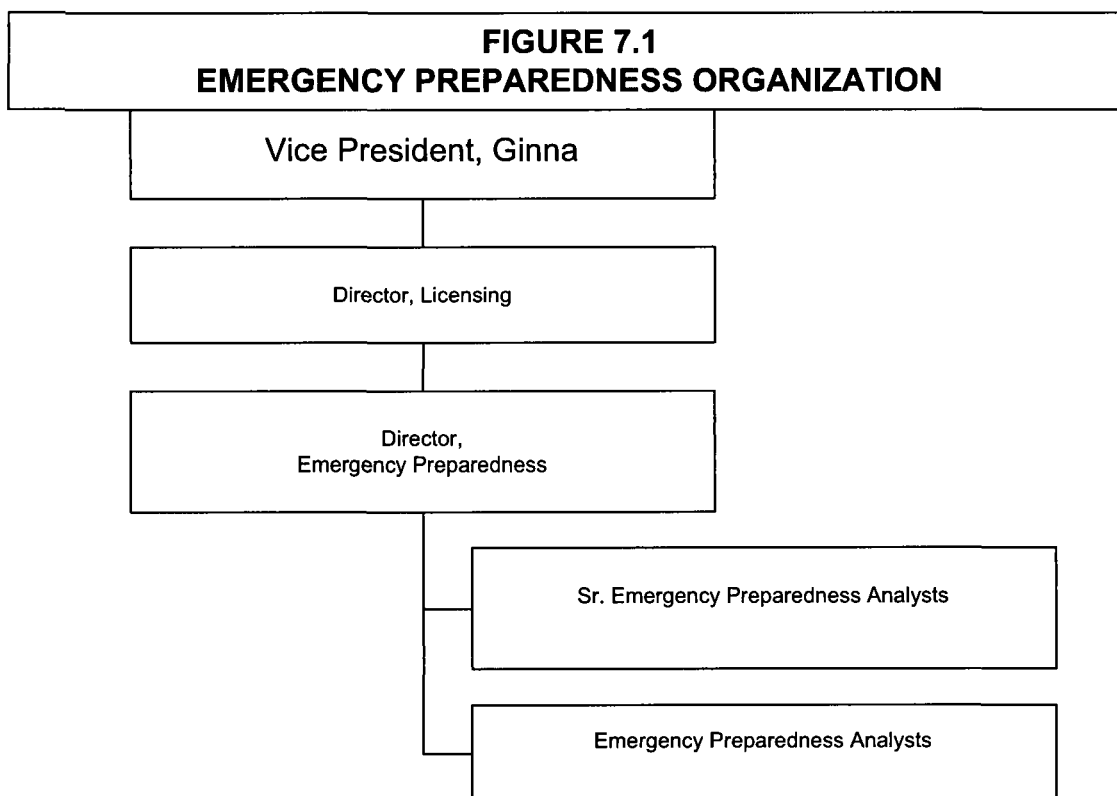 FIGURE 7.1
EMERGENCY PREPAREDNESS ORGANIZATION
Vice President, Ginna
Director, Licensing
Director,
Emergency Preparedness
Sr. Emergency Preparedness Analysts
Emergency Preparedness Analysts